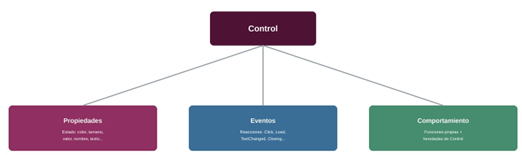 Control
Propiedades
Estado: color, tamano,
valor, nombre, texto...
Eventos
Reacciones: Click, Load,
TextChanged, Closing...
Comportamiento
Funciones propias +
heredadas de Control